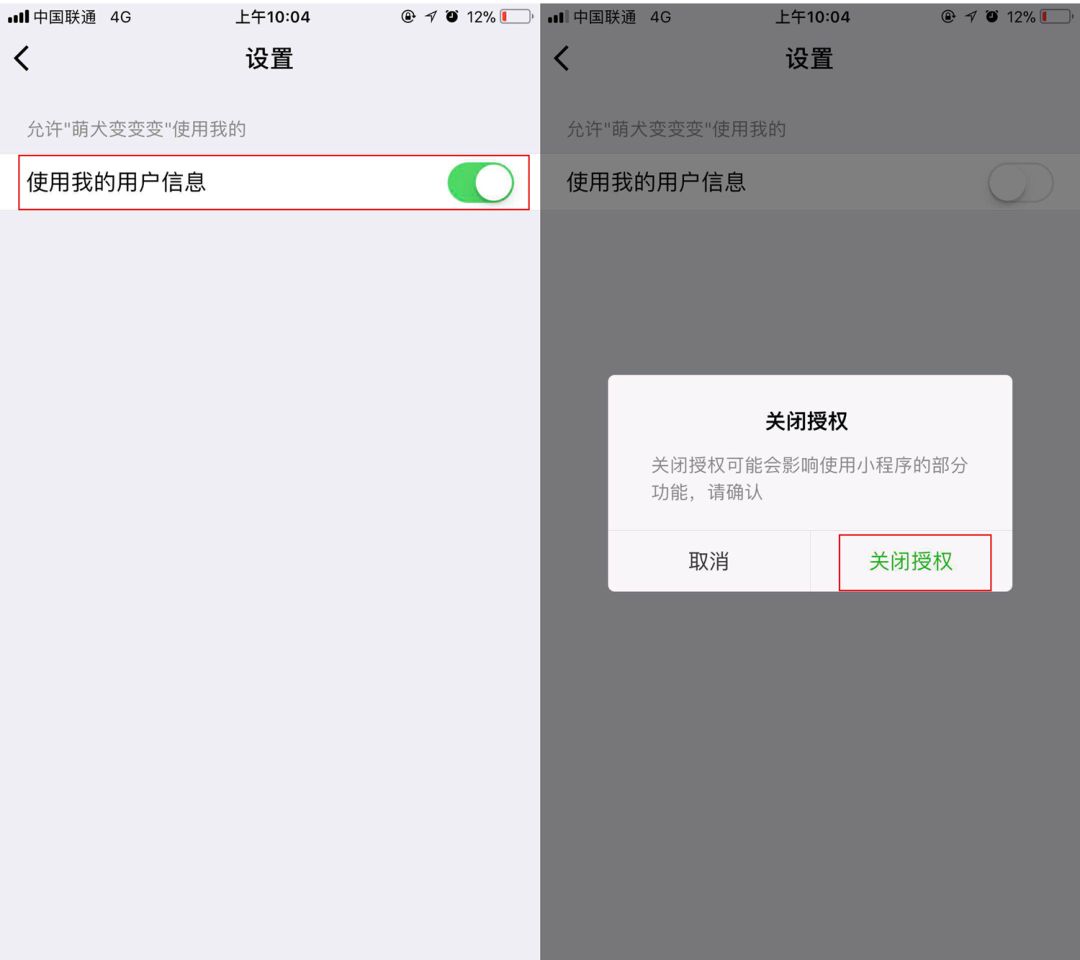 中国联通 4G 上午10:04 12%
设置
允许"萌犬变变变"使用我的
使用我的用户信息
中国联通 4G 上午10:04 12%
设置
允许"萌犬变变变"使用我的
使用我的用户信息
关闭授权
关闭授权可能会影响使用小程序的部分
功能，请确认
取消 关闭授权